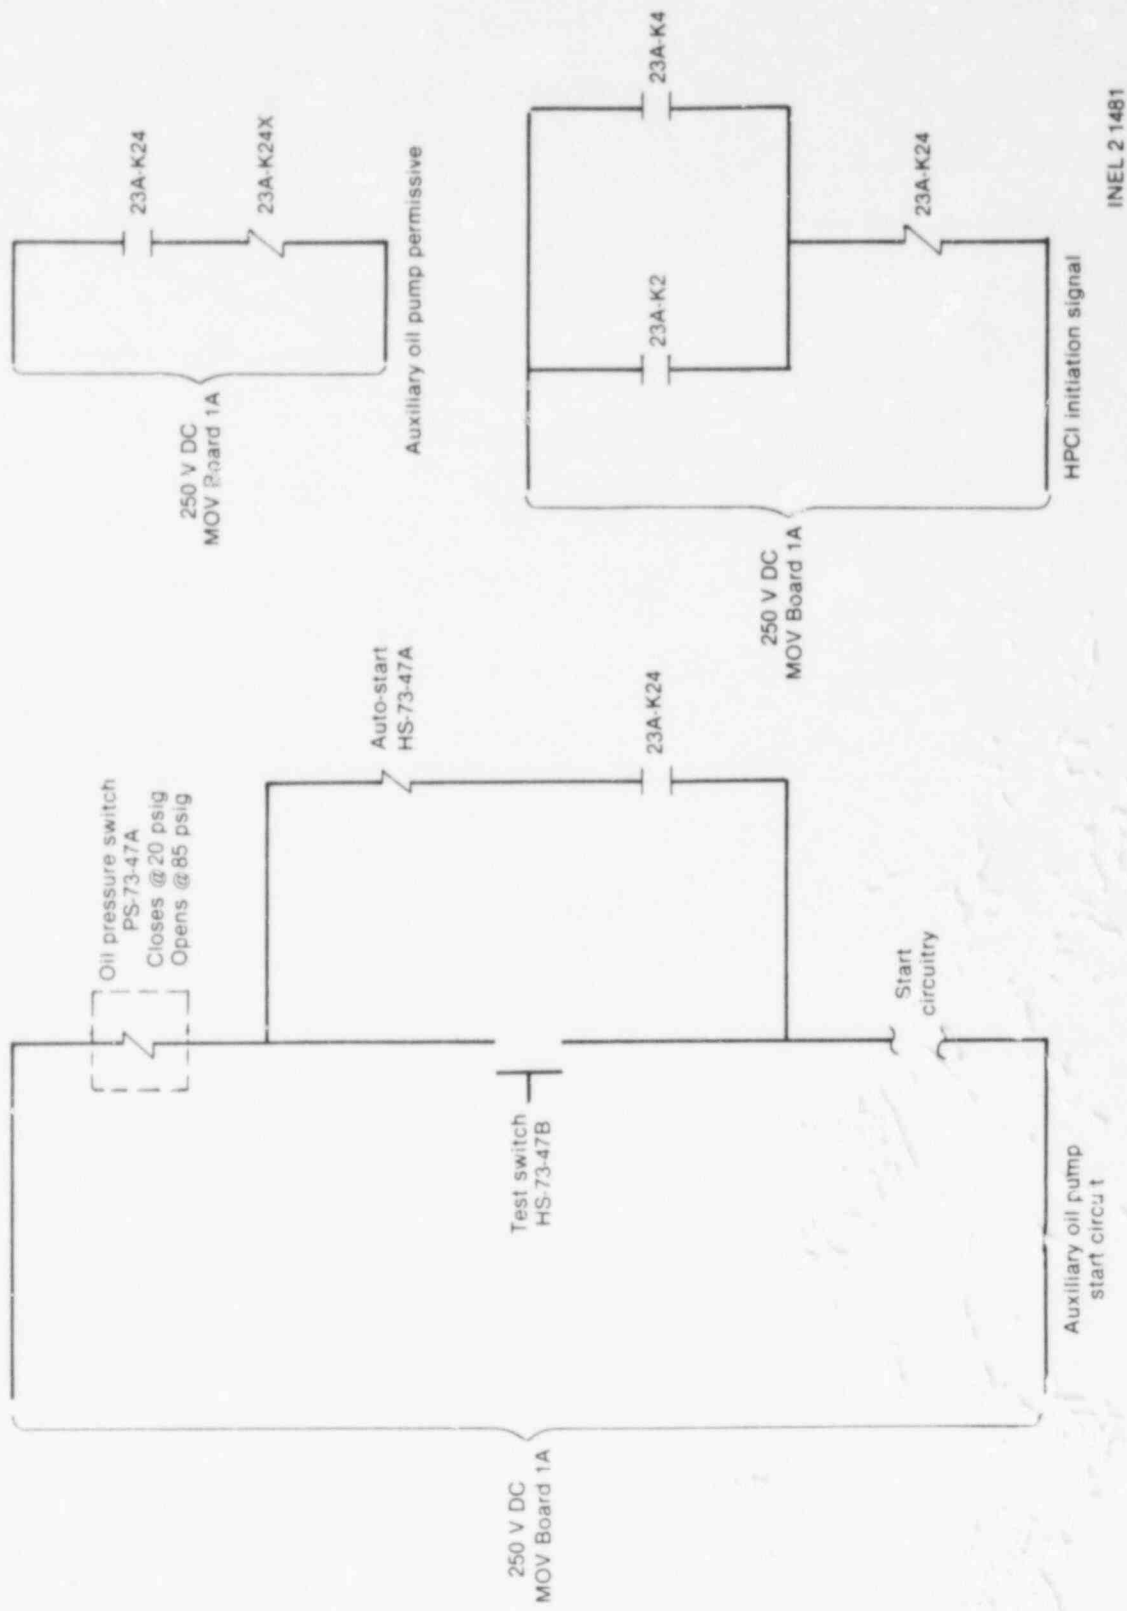 Oil pressure switch
PS-73-47A
Closes @ 20 psig
Opens @ 85 psig
Auto-start
HS-73-47A
23A-K24
Test switch
HS-73-47B
Start
circuitry
250 V DC
MOV Board 1A
Auxiliary oil pump
start circuit
23A-K24
23A-K24X
250 V DC
MOV Board 1A
Auxiliary oil pump permissive
23A-K2
23A-K4
23A-K24
250 V DC
MOV Board 1A
HPCI initiation signal
INEL 2 1481